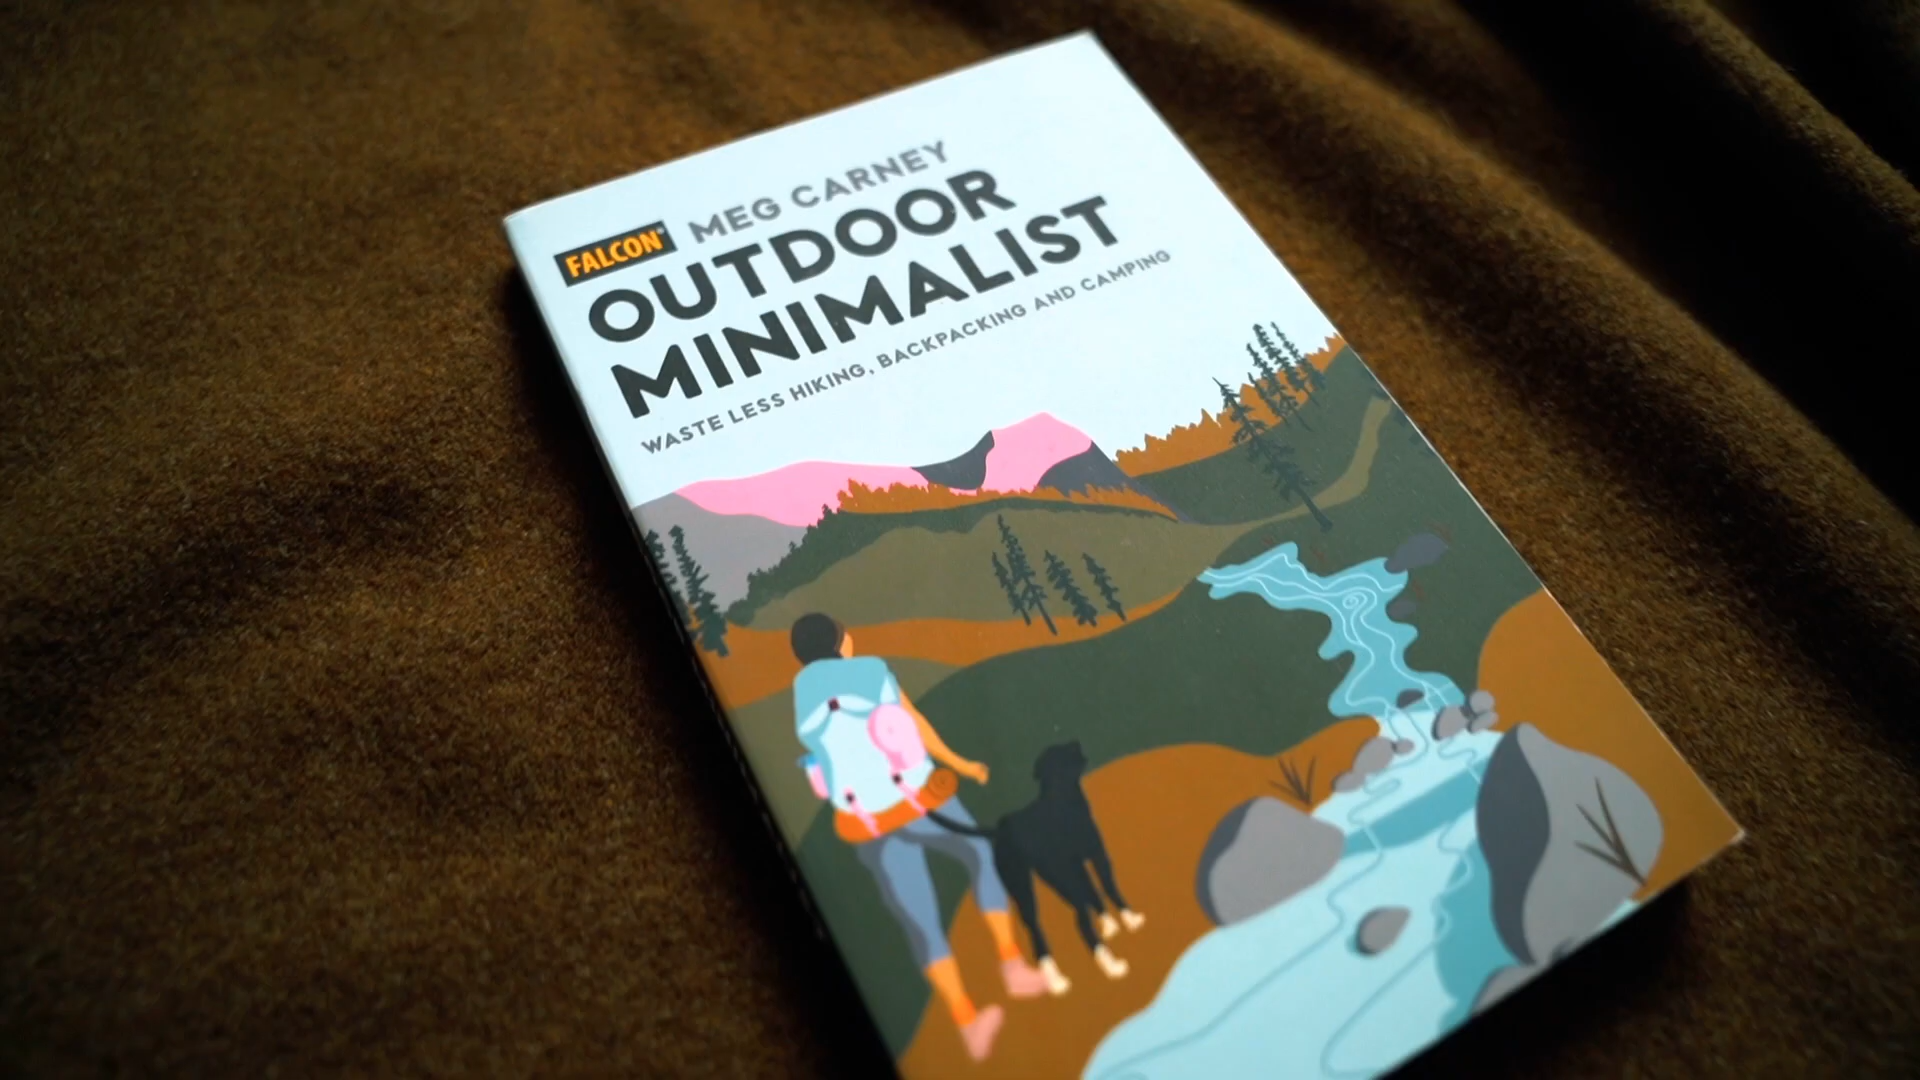 MEG CARNEY
FALCON®
OUTDOOR
MINIMALIST
WASTE LESS HIKING, BACKPACKING AND CAMPING